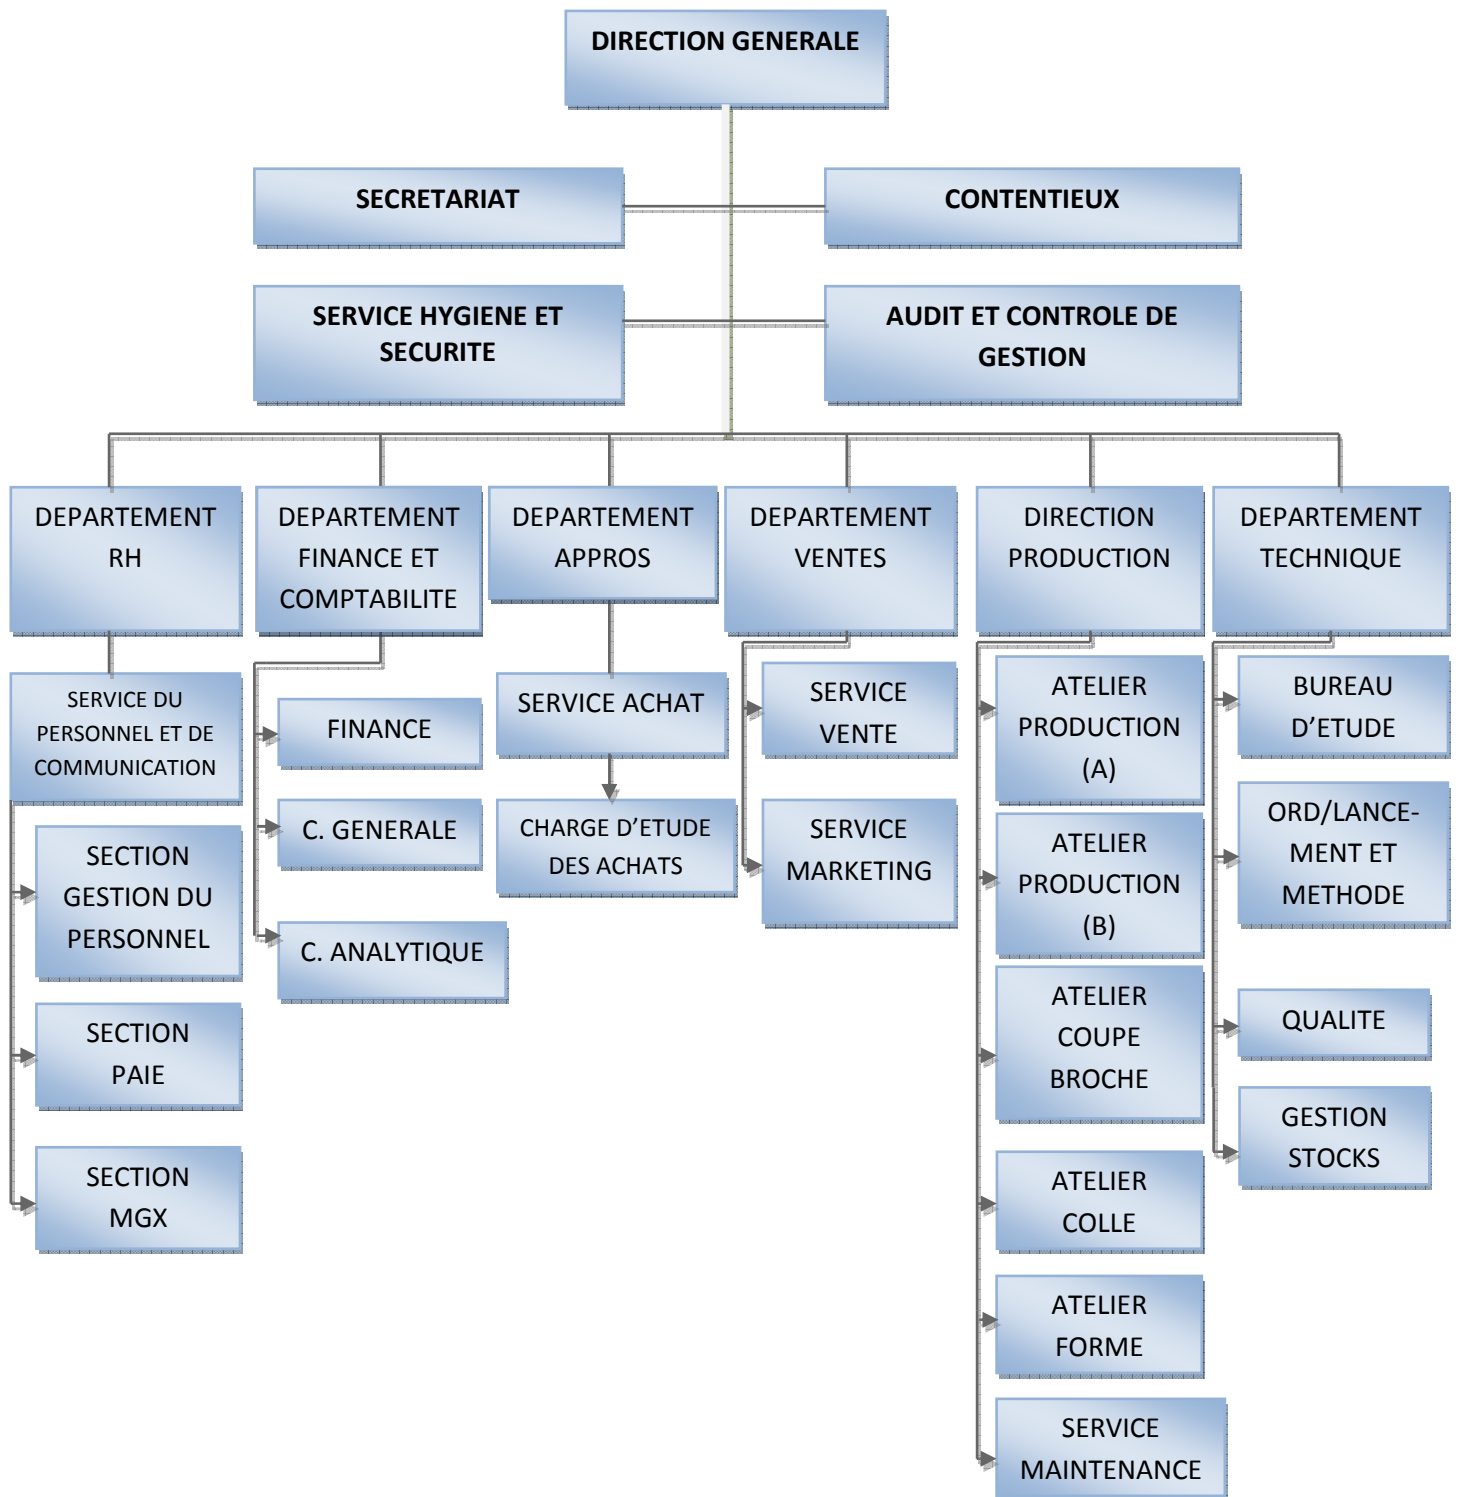 DIRECTION GENERALE
SECRETARIAT
CONTENTIEUX
SERVICE HYGIENE ET
SECURITE
AUDIT ET CONTROLE DE
GESTION
DEPARTEMENT
RH
DEPARTEMENT
FINANCE ET
COMPTABILITE
DEPARTEMENT
APPROS
DEPARTEMENT
VENTES
DIRECTION
PRODUCTION
DEPARTEMENT
TECHNIQUE
SERVICE DU
PERSONNEL ET DE
COMMUNICATION
SECTION
GESTION DU
PERSONNEL
SECTION
PAIE
SECTION
MGX
FINANCE
C. GENERALE
C. ANALYTIQUE
SERVICE ACHAT
CHARGE D’ETUDE
DES ACHATS
SERVICE
VENTE
SERVICE
MARKETING
ATELIER
PRODUCTION
(A)
ATELIER
PRODUCTION
(B)
ATELIER
COUPE
BROCHE
ATELIER
COLLE
ATELIER
FORME
SERVICE
MAINTENANCE
BUREAU
D’ETUDE
ORD/LANCE-
MENT ET
METHODE
QUALITE
GESTION
STOCKS